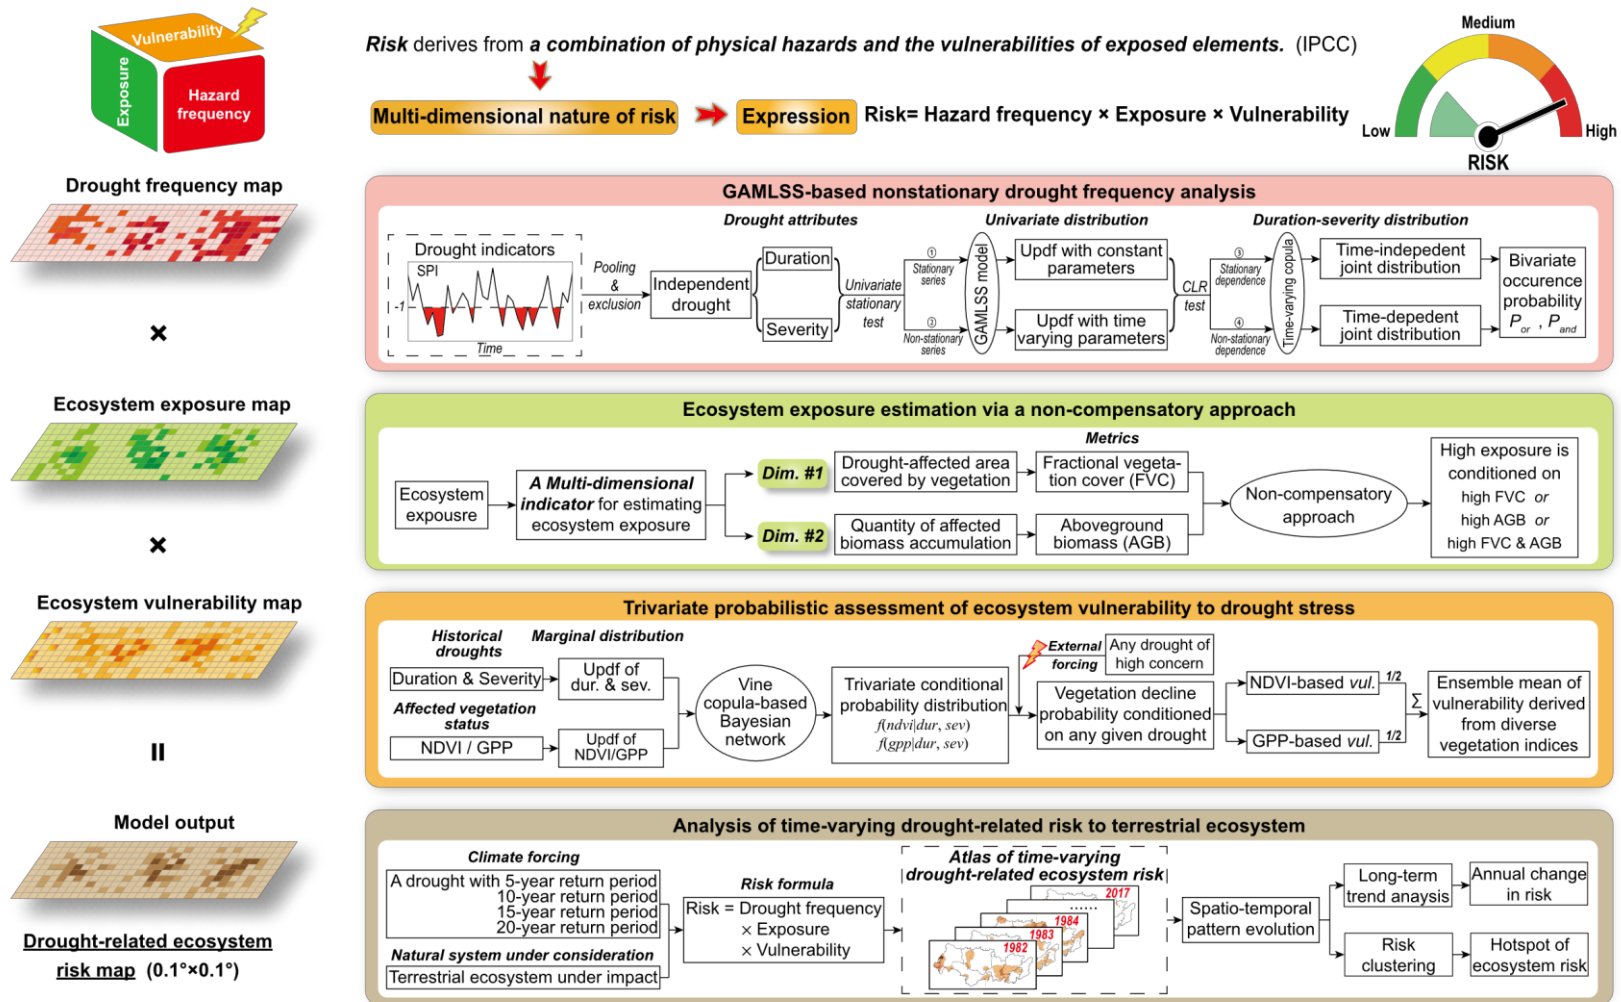 Vulnerability
Exposure
Hazard
frequency
Risk derives from a combination of physical hazards and the vulnerabilities of exposed elements. (IPCC)
Multi-dimensional nature of risk
Expression
Risk= Hazard frequency × Exposure × Vulnerability
Medium
Low
High
RISK
Drought frequency map
×
Ecosystem exposure map
×
Ecosystem vulnerability map
=
Model output
Drought-related ecosystem
risk map (0.1°×0.1°)
GAMLSS-based nonstationary drought frequency analysis
Drought attributes
Univariate distribution
Duration-severity distribution
Drought indicators
SPI
-1
Time
Pooling
&
exclusion
Independent
drought
Duration
Severity
Univariate
stationary
test
①
Stationary
series
②
Non-stationary
series
GAMLSS model
Updf with constant
parameters
Updf with time
varying parameters
CLR
test
③
Stationary
dependence
④
Non-stationary
dependence
Time-varying copula
Time-indepedent
joint distribution
Time-depedent
joint distribution
Bivariate
occurence
probability
Por , Pand
Ecosystem exposure estimation via a non-compensatory approach
Metrics
Ecosystem
expousre
A Multi-dimensional
indicator for estimating
ecosystem exposure
Dim. #1
Drought-affected area
covered by vegetation
Fractional vegeta-
tion cover (FVC)
Dim. #2
Quantity of affected
biomass accumulation
Aboveground
biomass (AGB)
Non-compensatory
approach
High exposure is
conditioned on
high FVC or
high AGB or
high FVC & AGB
Trivariate probabilistic assessment of ecosystem vulnerability to drought stress
Historical
droughts
Marginal distribution
Duration & Severity
Updf of
dur. & sev.
Affected vegetation
status
NDVI / GPP
Updf of
NDVI/GPP
Vine
copula-based
Bayesian
network
Trivariate conditional
probability distribution
f(ndvi|dur, sev)
f(gpp|dur, sev)
External
forcing
Any drought of
high concern
Vegetation decline
probability conditioned
on any given drought
NDVI-based vul.
1/2
GPP-based vul.
1/2
Σ
Ensemble mean of
vulnerability derived
from diverse
vegetation indices
Analysis of time-varying drought-related risk to terrestrial ecosystem
Climate forcing
A drought with 5-year return period
10-year return period
15-year return period
20-year return period
Natural system under consideration
Terrestrial ecosystem under impact
Risk formula
Risk = Drought frequency
× Exposure
× Vulnerability
Atlas of time-varying
drought-related ecosystem risk
2017
......
1984
1983
1982
Spatio-temporal
pattern evolution
Long-term
trend anaysis
Annual change
in risk
Risk
clustering
Hotspot of
ecosystem risk